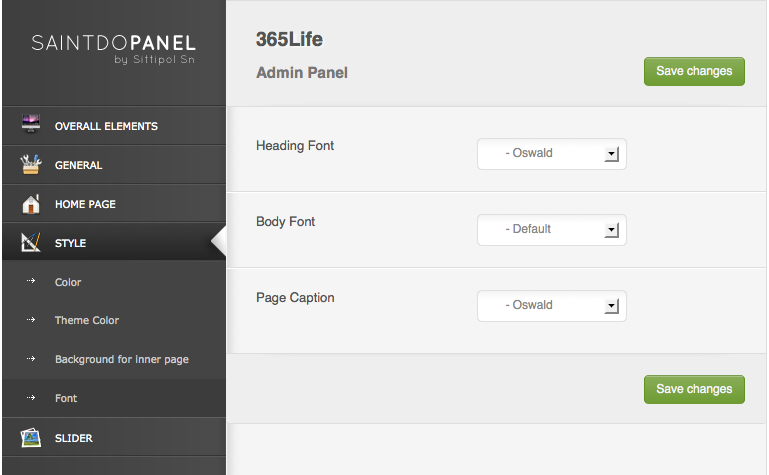 SAINTDOPANEL
by Sittipol Sn
OVERALL ELEMENTS
GENERAL
HOME PAGE
STYLE
Color
Theme Color
Background for inner page
Font
SLIDER
365Life
Admin Panel
Save changes
Heading Font
- Oswald
Body Font
- Default
Page Caption
- Oswald
Save changes